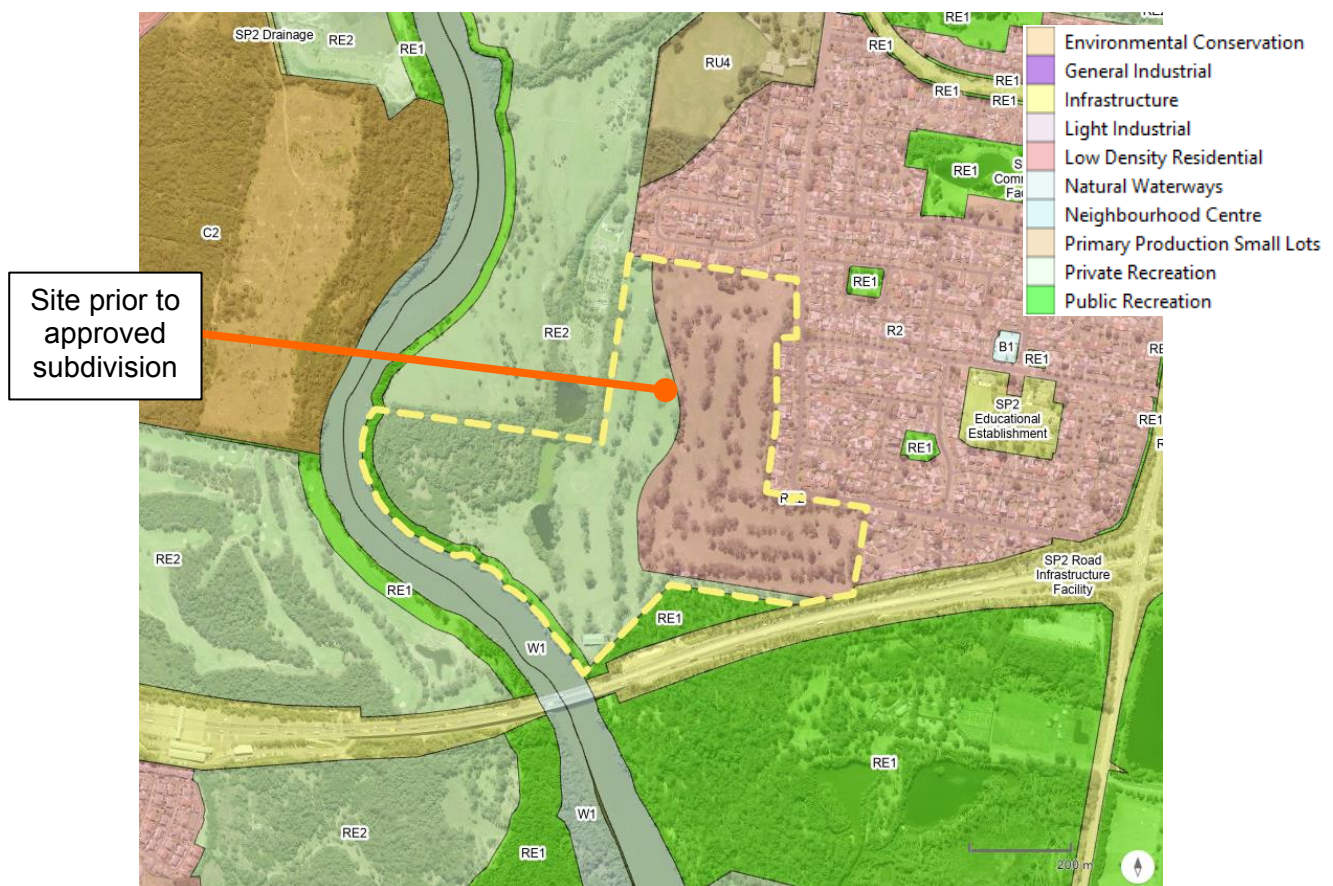 SP2 Drainage
RE2
RE1
RU4
RE1
RE1
RE1
RE1
RE1
RE1
Environmental Conservation
General Industrial
Infrastructure
Light Industrial
Low Density Residential
Natural Waterways
Neighbourhood Centre
Primary Production Small Lots
Private Recreation
Public Recreation
C2
Site prior to
approved
subdivision
RE2
RE1
R2
B1
RE1
SP2
Educational
Establishment
RE1
RE1
RE2
RE1
SP2 Road
Infrastructure
Facility
RE1
W1
RE1
RE2
RE1
W1
200 m